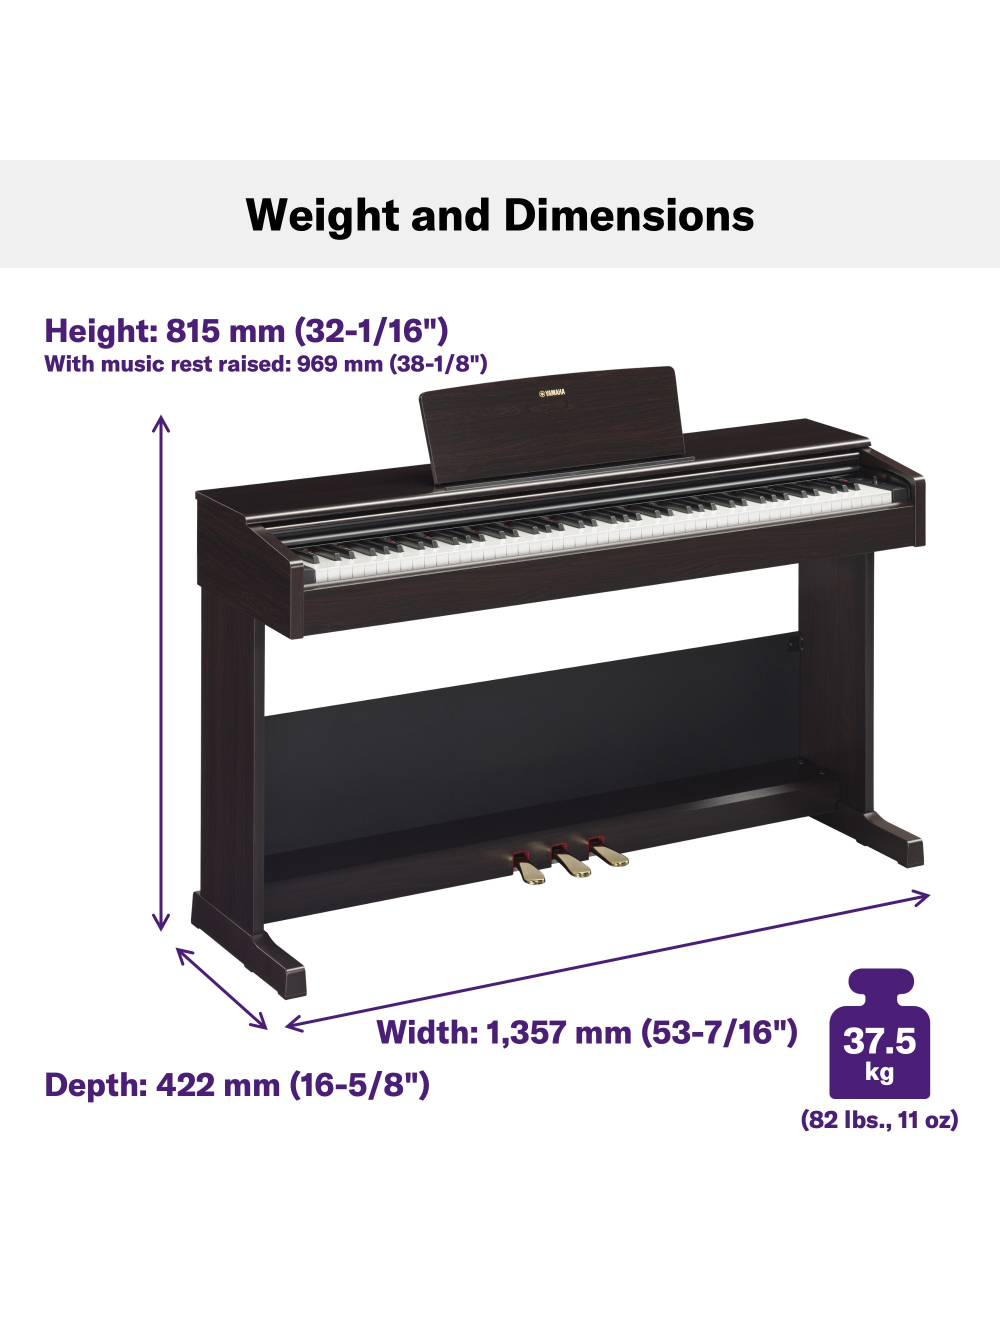 Weight and Dimensions
Height: 815 mm (32-1/16")
With music rest raised: 969 mm (38-1/8")
YAMAHA
Width: 1,357 mm (53-7/16")
37.5
kg
Depth: 422 mm (16-5/8")
(82 lbs., 11 oz)